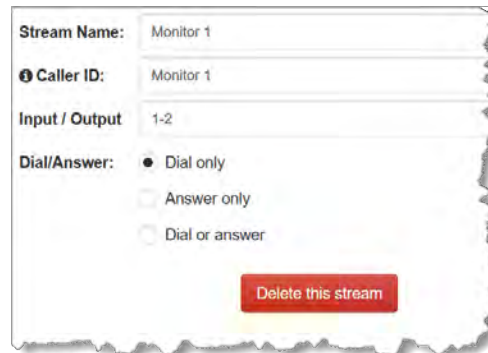 Stream Name: Monitor 1
Caller ID: Monitor 1
Input / Output 1-2
Dial/Answer: Dial only
Answer only
Dial or answer
Delete this stream